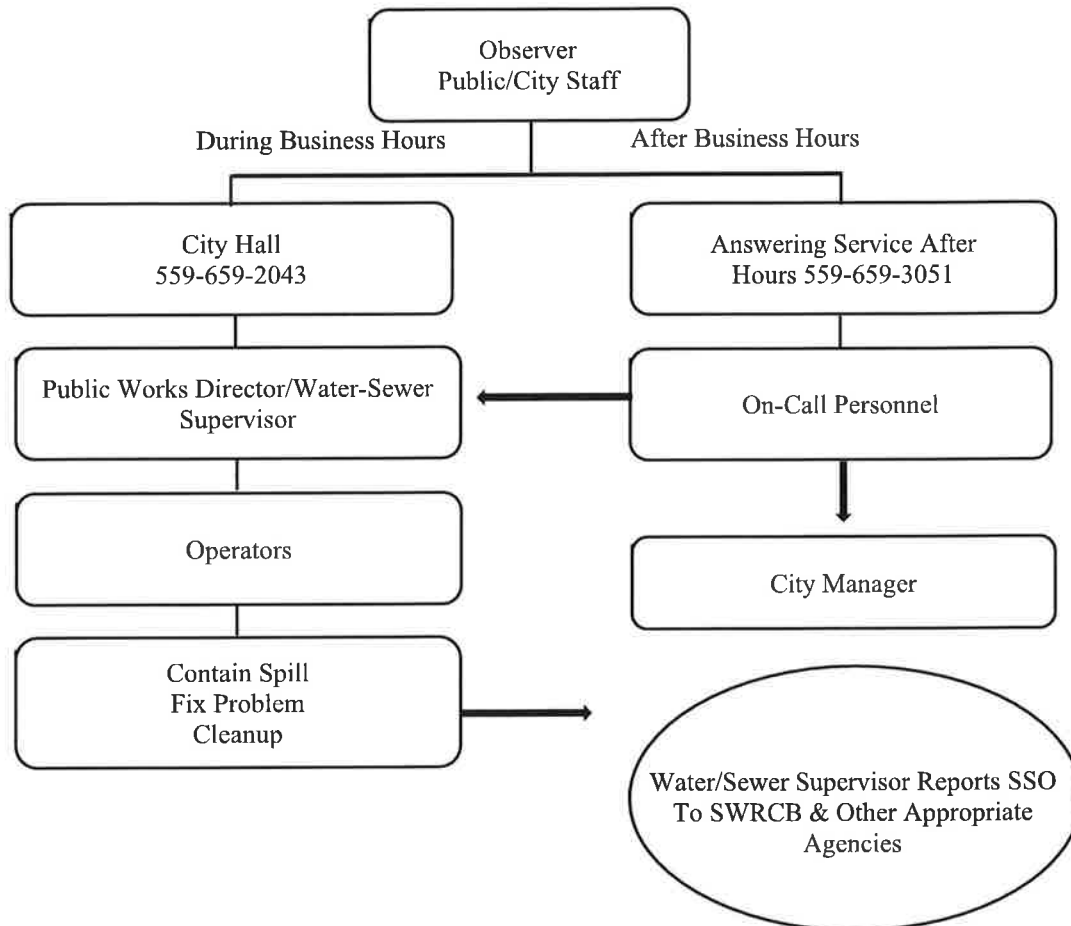 Observer
Public/City Staff
During Business Hours
After Business Hours
City Hall
559-659-2043
Answering Service After
Hours 559-659-3051
Public Works Director/Water-Sewer
Supervisor
On-Call Personnel
Operators
City Manager
Contain Spill
Fix Problem
Cleanup
Water/Sewer Supervisor Reports SSO
To SWRCB & Other Appropriate
Agencies